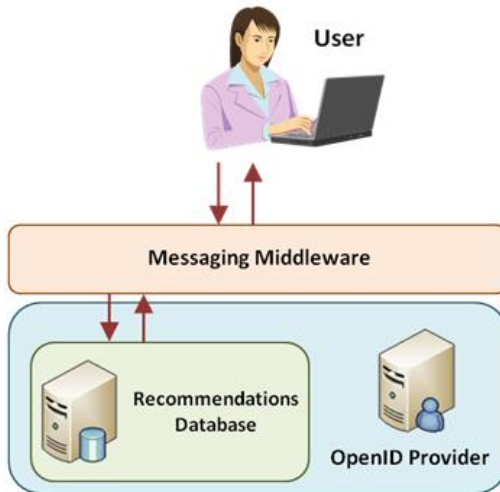 User
Messaging Middleware
Recommendations
Database
OpenID Provider